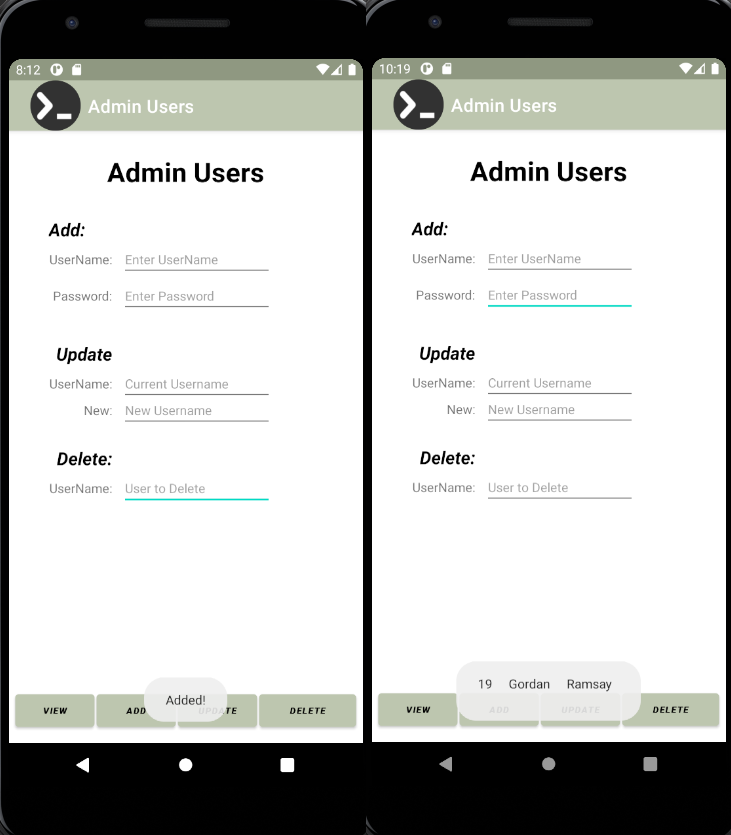 8:12
Admin Users
Admin Users
Add:
UserName: Enter UserName
Password: Enter Password
Update
UserName: Current Username
New: New Username
Delete:
UserName: User to Delete
Added!
VIEW ADD UPDATE DELETE
10:19
Admin Users
Admin Users
Add:
UserName: Enter UserName
Password: Enter Password
Update
UserName: Current Username
New: New Username
Delete:
UserName: User to Delete
19 Gordan Ramsay
VIEW ADD UPDATE DELETE